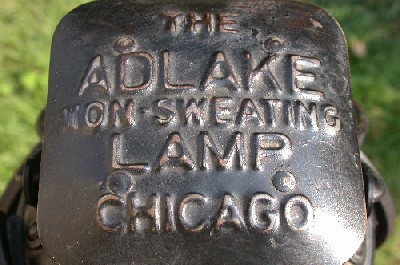 THE
ADLAKE
NON-SWEATING
LAMP
CHICAGO